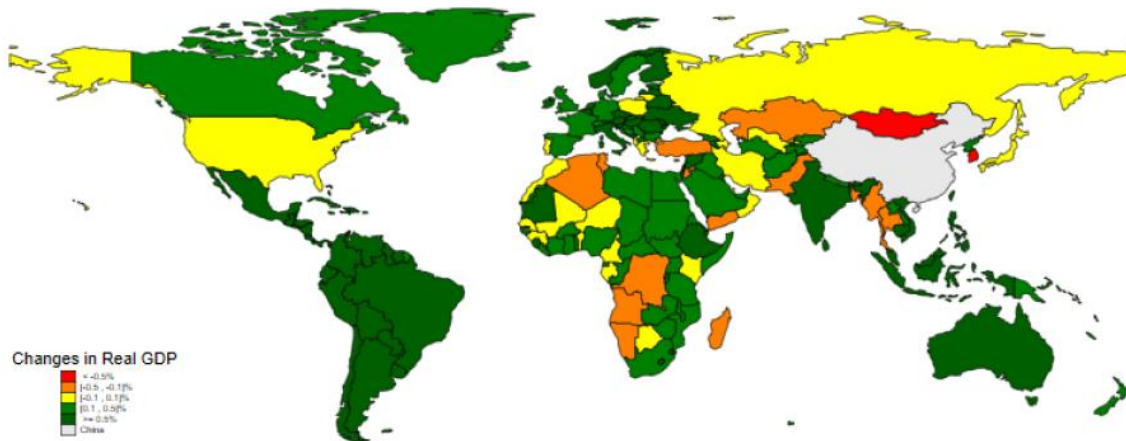 Changes in Real GDP
< -0.5%
[-0.5 , -0.1]%
[-0.1 , 0.1]%
[0.1 , 0.5]%
>= 0.5%
China